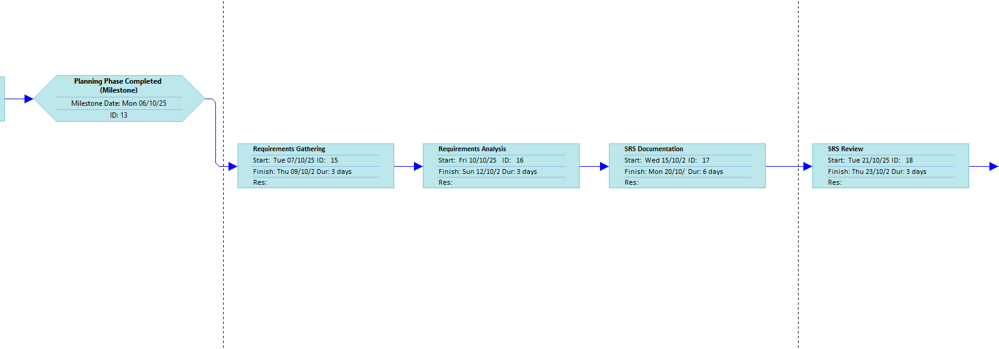 Planning Phase Completed
(Milestone)
Milestone Date: Mon 06/10/25
ID: 13
Requirements Gathering
Start: Tue 07/10/25 ID: 15
Finish: Thu 09/10/2 Dur: 3 days
Res:
Requirements Analysis
Start: Fri 10/10/25 ID: 16
Finish: Sun 12/10/2 Dur: 3 days
Res:
SRS Documentation
Start: Wed 15/10/2 ID: 17
Finish: Mon 20/10/ Dur: 6 days
Res:
SRS Review
Start: Tue 21/10/25 ID: 18
Finish: Thu 23/10/2 Dur: 3 days
Res: